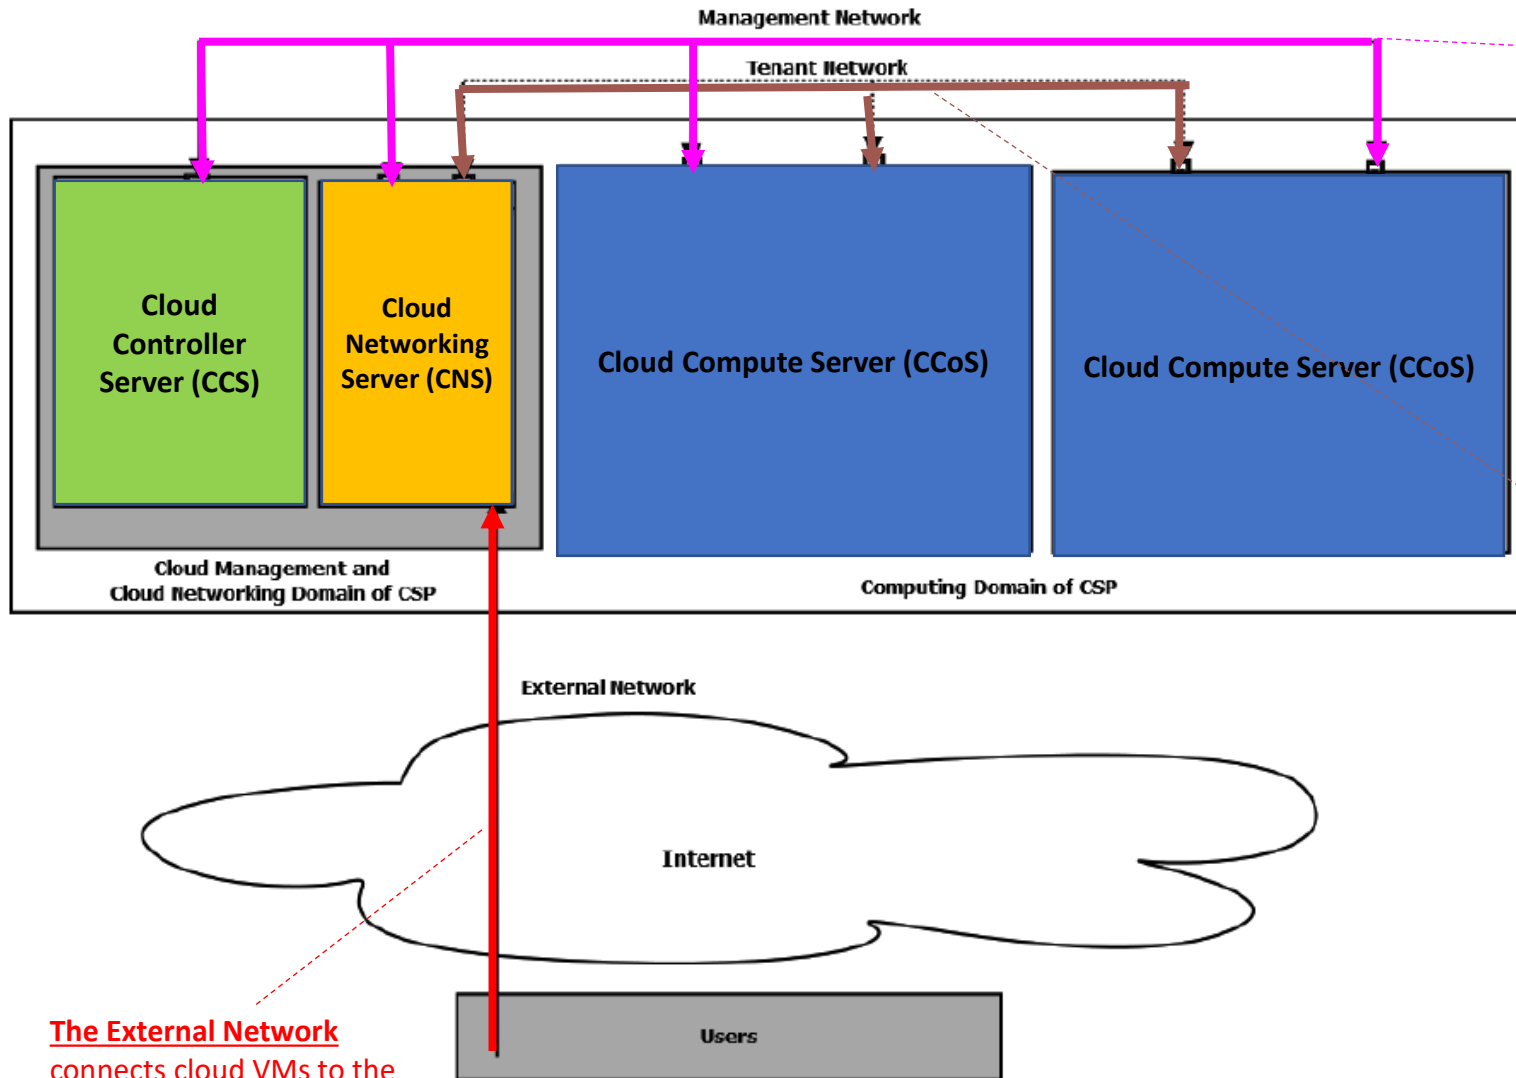 Management Network
Tenant Network
Cloud
Controller
Server (CCS)
Cloud
Networking
Server (CNS)
Cloud Compute Server (CCoS)
Cloud Compute Server (CCoS)
Cloud Management and
Cloud Networking Domain of CSP
Computing Domain of CSP
External Network
Internet
Users
The External Network
connects cloud VMs to the